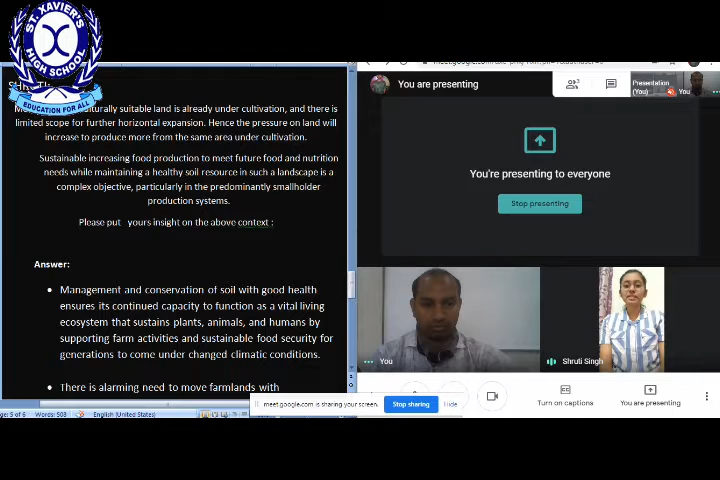 ST. XAVIER'S
HIGH SCHOOL
EDUCATION FOR ALL
culturally suitable land is already under cultivation, and there is
limited scope for further horizontal expansion. Hence the pressure on land will
increase to produce more from the same area under cultivation.
Sustainable increasing food production to meet future food and nutrition
needs while maintaining a healthy soil resource in such a landscape is a
complex objective, particularly in the predominantly smallholder
production systems.
Please put yours insight on the above context :
Answer:
• Management and conservation of soil with good health
ensures its continued capacity to function as a vital living
ecosystem that sustains plants, animals, and humans by
supporting farm activities and sustainable food security for
generations to come under changed climatic conditions.
• There is alarming need to move farmlands with
Page: 5 of 6 Words: 503 English (United States)
You are presenting
Presentation
(You)
You
You're presenting to everyone
Stop presenting
You
Shruti Singh
meet.google.com is sharing your screen.
Stop sharing
Hide
Turn on captions
You are presenting